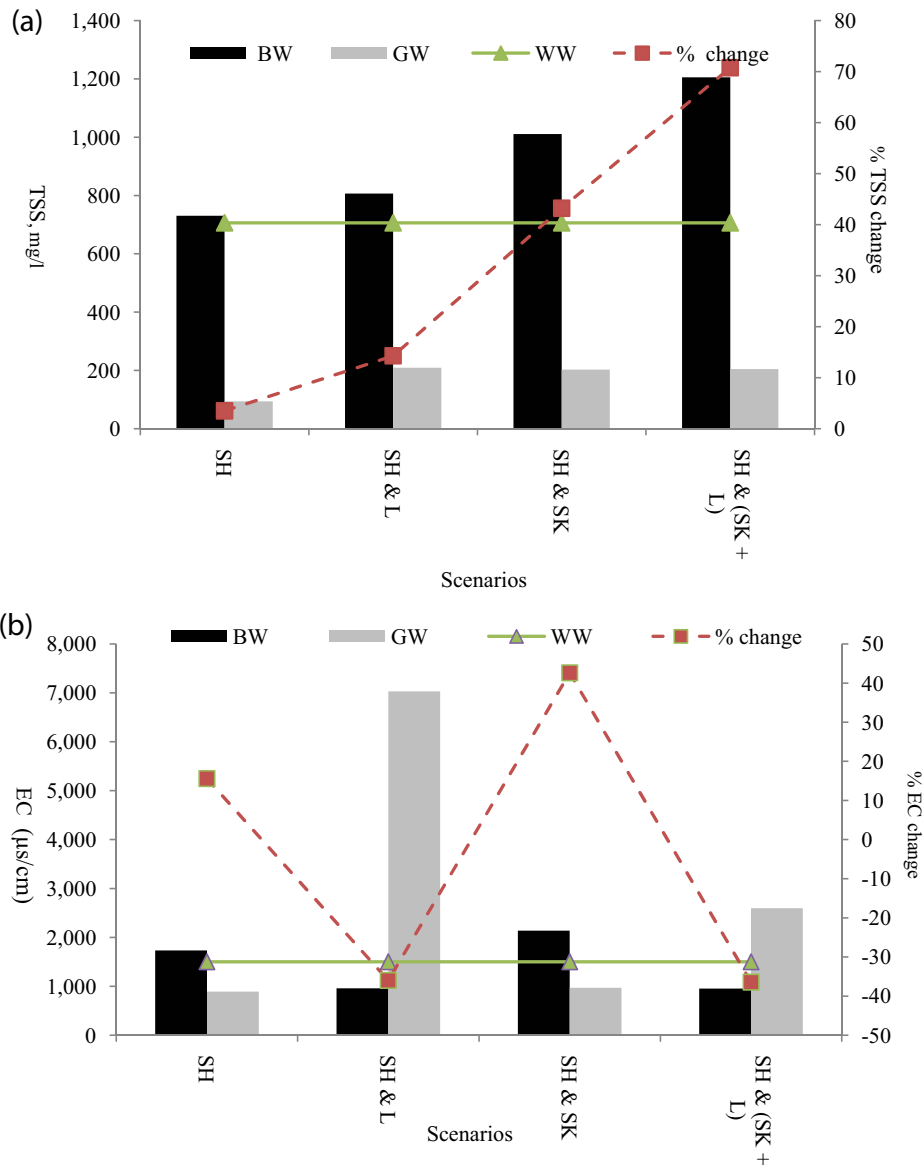 (a)
BW GW WW % change
1,400
1,200
1,000
800
600
400
200
0
TSS, mg/l
80
70
60
50
40
30
20
10
0
% TSS change
SH
SH & L
SH & SK
SH & (SK +
L)
Scenarios
(b)
BW GW WW % change
8,000
7,000
6,000
5,000
4,000
3,000
2,000
1,000
0
EC (µs/cm)
50
40
30
20
10
0
-10
-20
-30
-40
-50
% EC change
SH
SH & L
SH & SK
SH & (SK +
L)
Scenarios